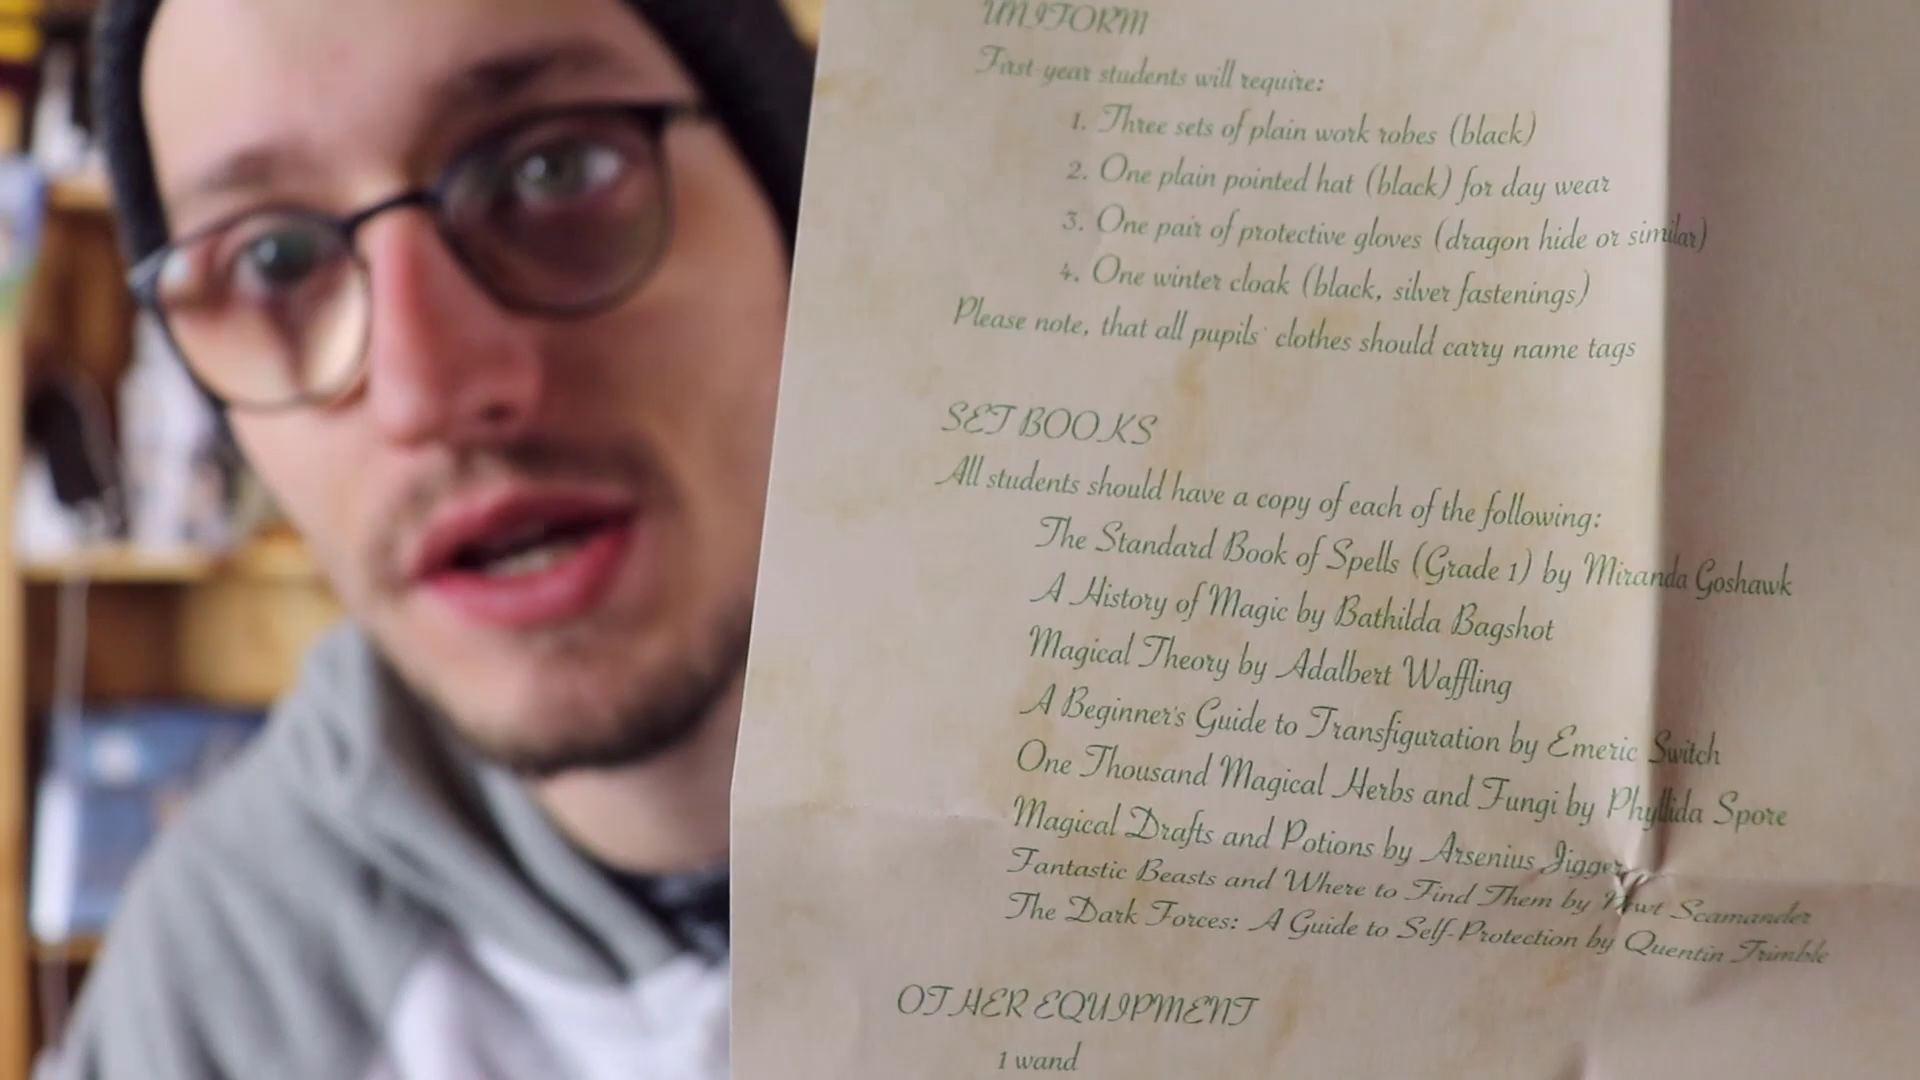 UNIFORM
First-year students will require:
1. Three sets of plain work robes (black)
2. One plain pointed hat (black) for day wear
3. One pair of protective gloves (dragon hide or similar)
4. One winter cloak (black, silver fastenings)
Please note, that all pupils' clothes should carry name tags
SET BOOKS
All students should have a copy of each of the following:
The Standard Book of Spells (Grade 1) by Miranda Goshawk
A History of Magic by Bathilda Bagshot
Magical Theory by Adalbert Waffling
A Beginner's Guide to Transfiguration by Emeric Switch
One Thousand Magical Herbs and Fungi by Phyllida Spore
Magical Drafts and Potions by Arsenius Jigger
Fantastic Beasts and Where to Find Them by Newt Scamander
The Dark Forces: A Guide to Self-Protection by Quentin Trimble
OTHER EQUIPMENT
1 wand